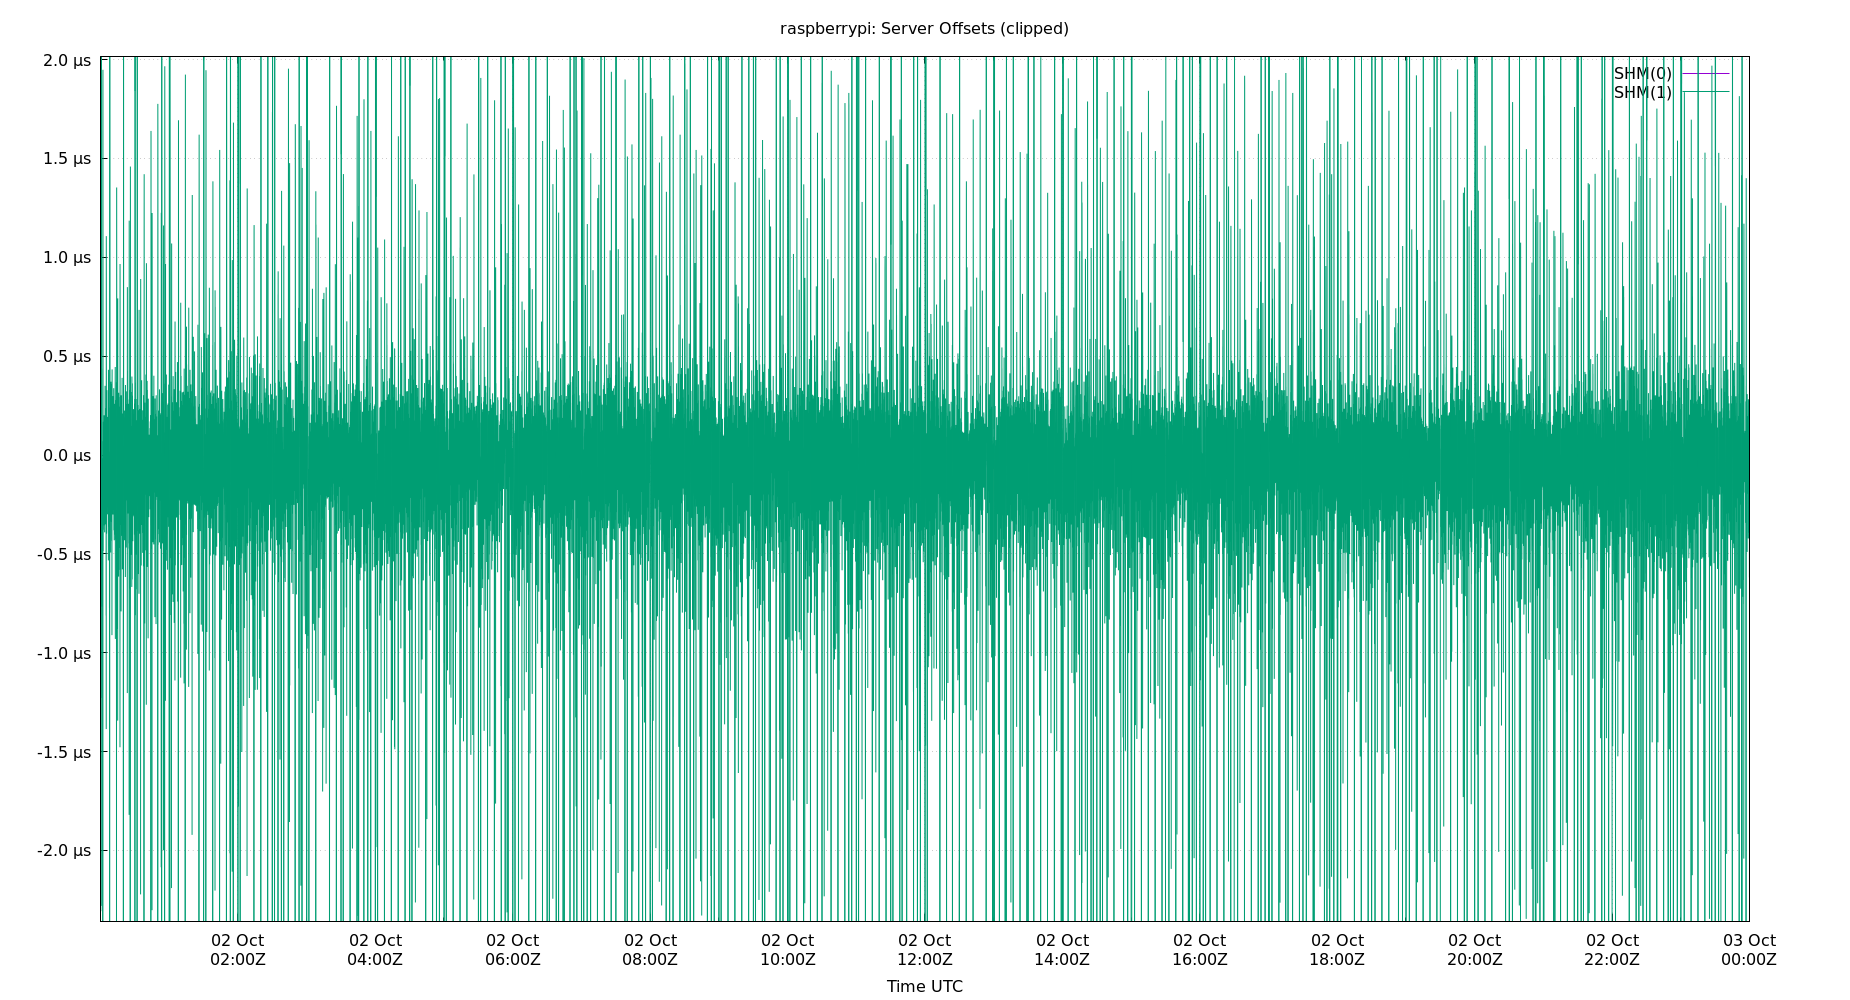 raspberrypi: Server Offsets (clipped)
2.0 µs
1.5 µs
1.0 µs
0.5 µs
0.0 µs
-0.5 µs
-1.0 µs
-1.5 µs
-2.0 µs
SHM(0)
SHM(1)
02 Oct 02 Oct 02 Oct 02 Oct 02 Oct 02 Oct 02 Oct 02 Oct 02 Oct 02 Oct 02 Oct 03 Oct
02:00Z 04:00Z 06:00Z 08:00Z 10:00Z 12:00Z 14:00Z 16:00Z 18:00Z 20:00Z 22:00Z 00:00Z
Time UTC